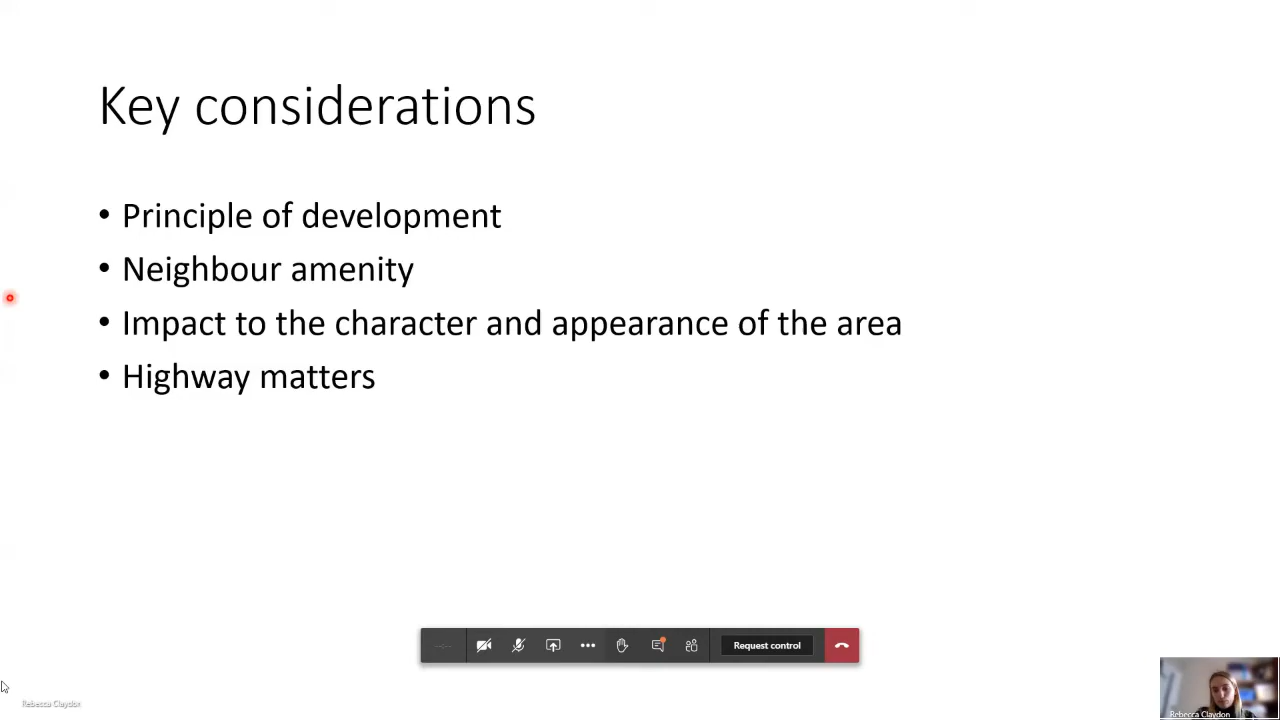 Key considerations
• Principle of development
• Neighbour amenity
• Impact to the character and appearance of the area
• Highway matters
Request control
Rebecca Claydon
Rebecca Claydon